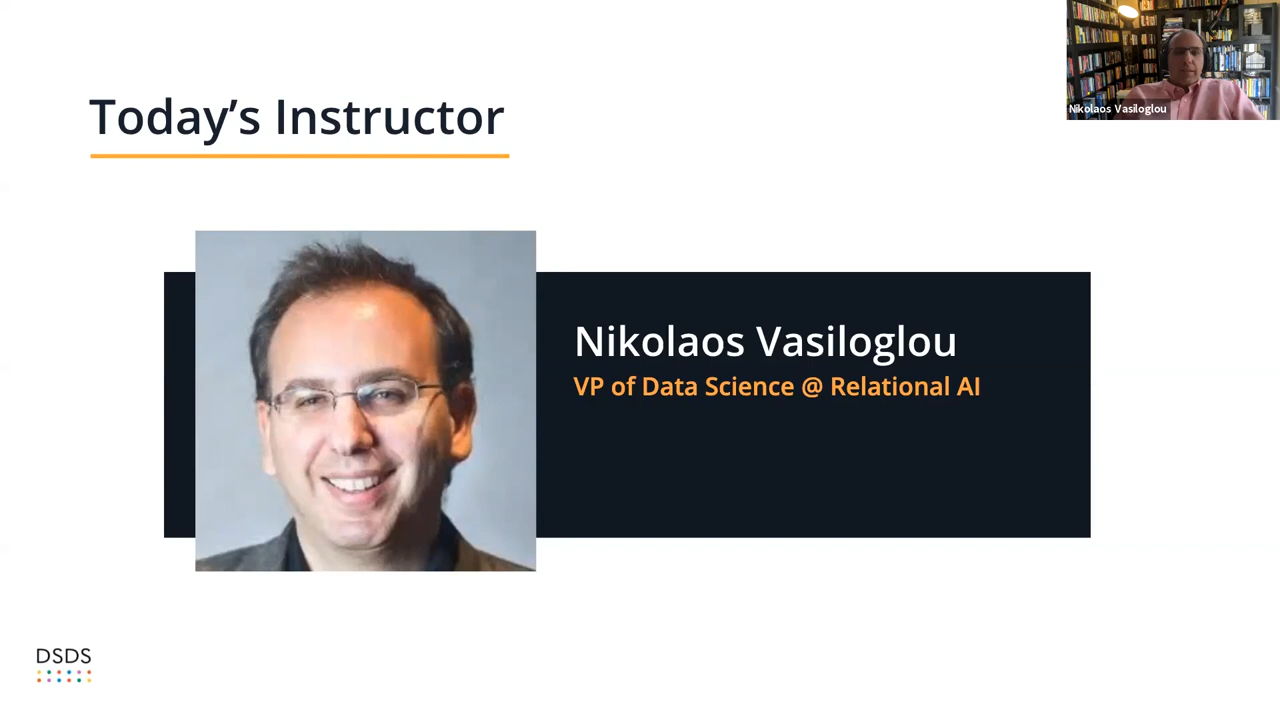 Today’s Instructor
Nikolaos Vasiloglou
Nikolaos Vasiloglou
VP of Data Science @ Relational AI
DSDS